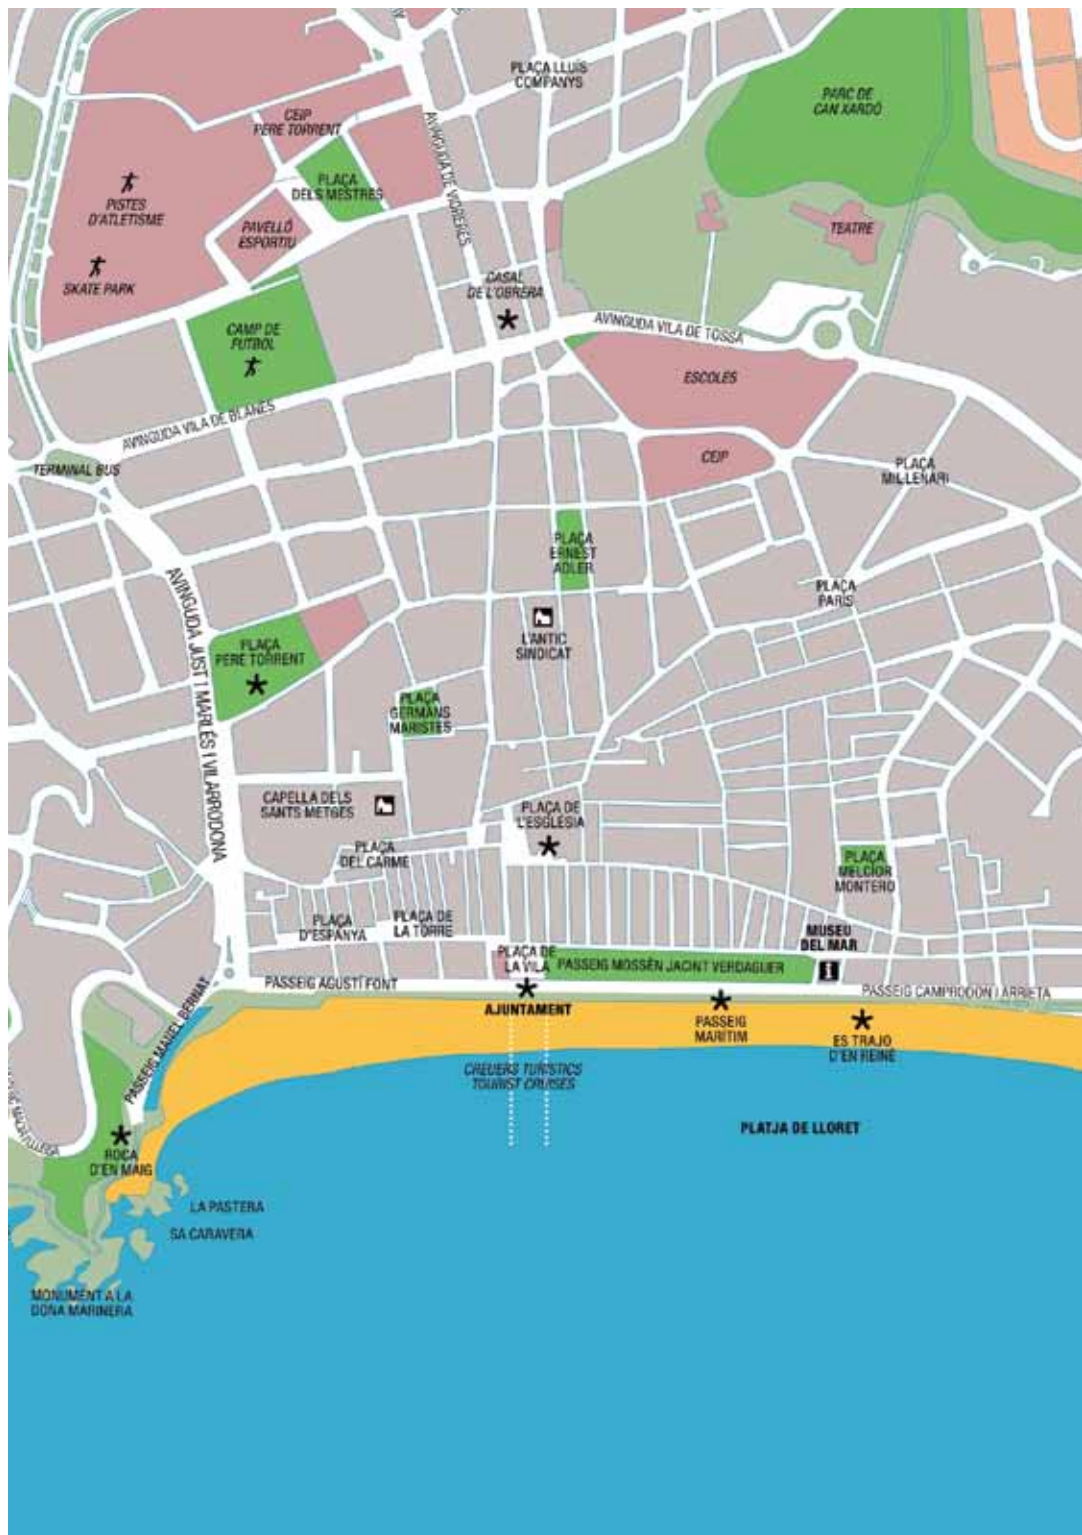 PLAÇA LLUÍS
COMPANYS
PARC DE
CAN XARDÓ
CEIP
PERE TORRENT
AVINGUDA DE VIDRERES
PLAÇA
DELS MESTRES
PISTES
D'ATLETISME
PAVELLÓ
ESPORTIU
TEATRE
SKATE PARK
CASAL
DE L'OBRERA
CAMP DE
FUTBOL
AVINGUDA VILA DE TOSSA
ESCOLES
AVINGUDA VILA DE BLANES
CEIP
TERMINAL BUS
PLAÇA
MIL·LENARI
PLAÇA
ERNEST
ADLER
AVINGUDA JUST I MARLÈS I VILARRODONA
PLAÇA
PARÍS
PLAÇA
PERE TORRENT
L'ANTIC
SINDICAT
PLAÇA
GERMANS
MARISTES
CAPELLA DELS
SANTS METGES
PLAÇA DE
L'ESGLÉSIA
PLAÇA
DEL CARME
PLAÇA
MELCIOR
MONTERO
PLAÇA
D'ESPANYA
PLAÇA DE
LA TORRE
MUSEU
DEL MAR
PLAÇA DE
LA VILA
PASSEIG MOSSÈN JACINT VERDAGUER
PASSEIG AGUSTÍ FONT
PASSEIG CAMPRODON I ARRIETA
AJUNTAMENT
PASSEIG
MARÍTIM
ES TRAJO
D'EN REINÉ
PASSEIG MANEL BERNAT
CREUERS TURÍSTICS
TOURIST CRUISES
PLATJA DE LLORET
ROCA
D'EN MAIG
LA PASTERA
SA CARAVERA
MONUMENT A LA
DONA MARINERA